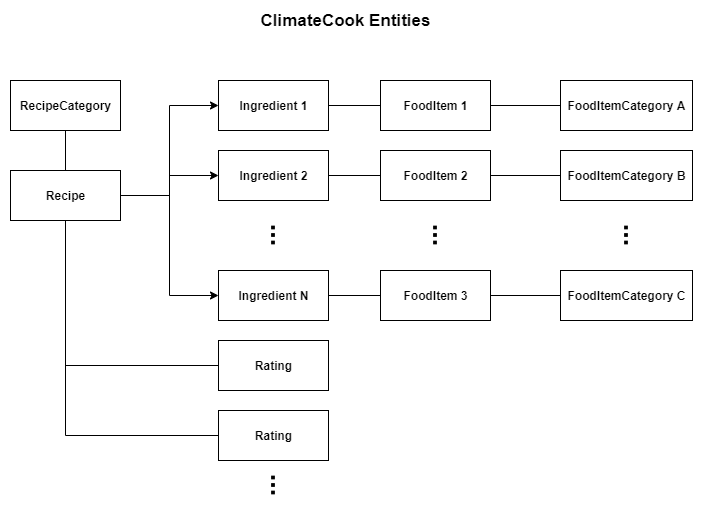 ClimateCook Entities
RecipeCategory
Ingredient 1
FoodItem 1
FoodItemCategory A
Recipe
Ingredient 2
FoodItem 2
FoodItemCategory B
Ingredient N
FoodItem 3
FoodItemCategory C
Rating
Rating